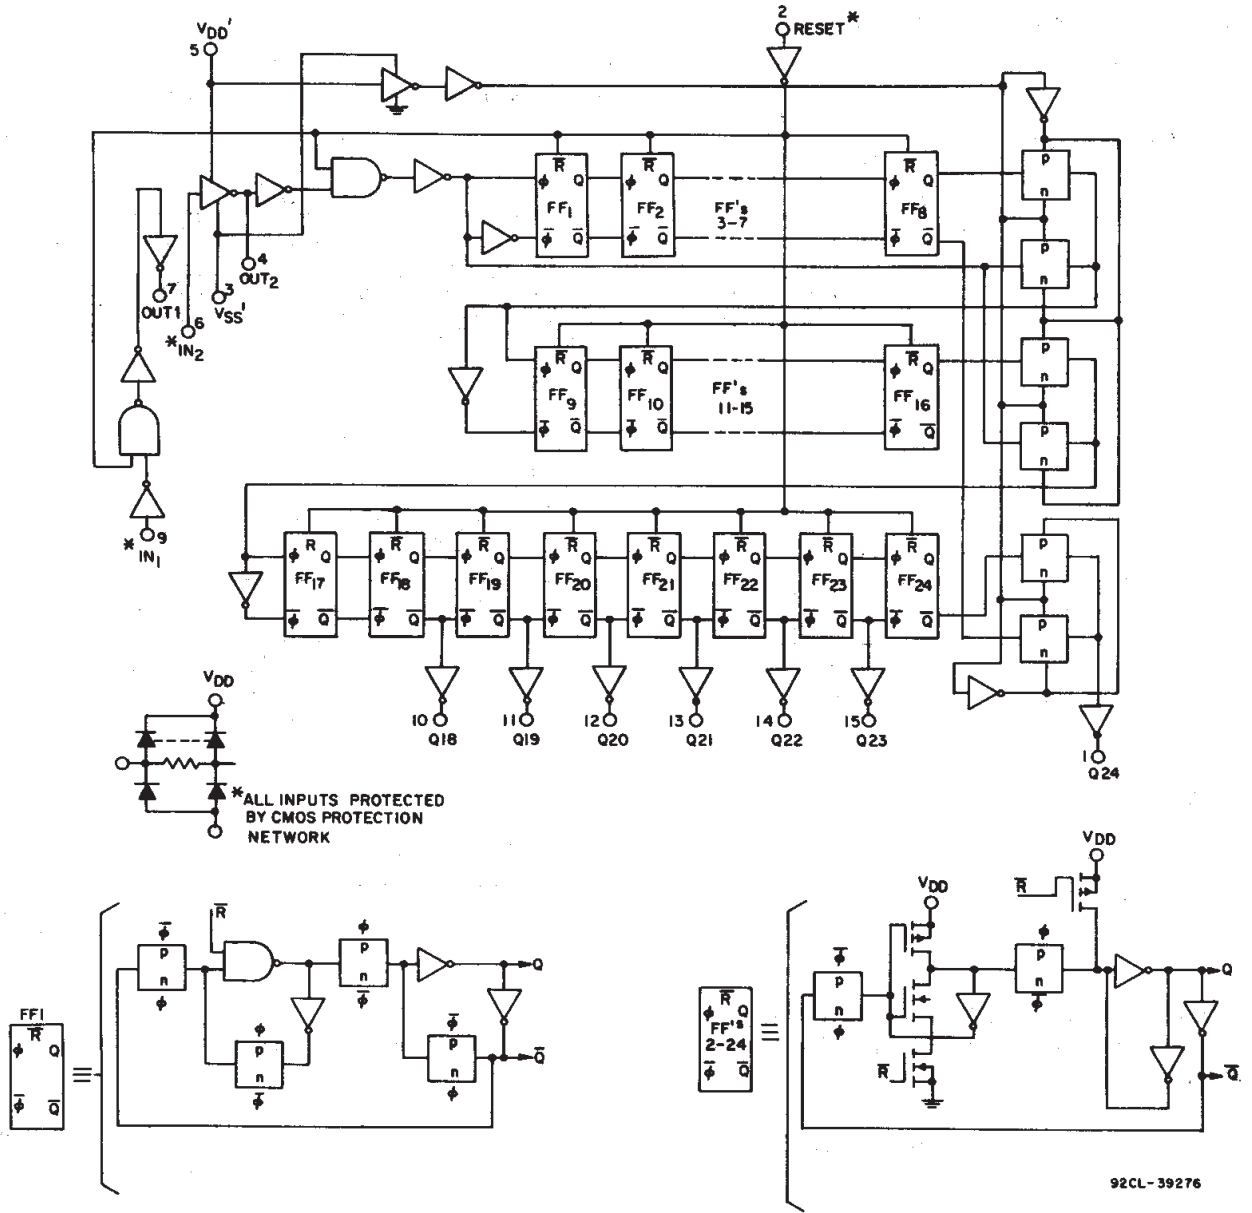 2
RESET*
VDD'
5
R̅ R̅ R̅
ϕ Q ϕ Q ϕ Q
FF1 FF2 FF's 3-7 FF8
ϕ̅ Q̅ ϕ̅ Q̅ ϕ̅ Q̅
p
n
p
n
4
OUT2
3
VSS'
7
OUT1
6
*IN2
R̅ R̅ R̅
ϕ Q ϕ Q ϕ Q
FF9 FF10 FF's 11-15 FF16
ϕ̅ Q̅ ϕ̅ Q̅ ϕ̅ Q̅
p
n
p
n
9
* IN1
R R̅ R̅ R̅ R̅ R̅ R̅ R̅
ϕ Q ϕ Q ϕ Q ϕ Q ϕ Q ϕ Q ϕ Q ϕ Q
FF17 FF18 FF19 FF20 FF21 FF22 FF23 FF24
ϕ̅ Q̅ ϕ̅ Q̅ ϕ̅ Q̅ ϕ̅ Q̅ ϕ̅ Q̅ ϕ̅ Q̅ ϕ̅ Q̅ ϕ̅ Q̅
p
n
p
n
10 11 12 13 14 15
Q18 Q19 Q20 Q21 Q22 Q23
1
Q24
VDD
*ALL INPUTS PROTECTED
BY CMOS PROTECTION
NETWORK
FF1
R̅
ϕ Q
ϕ̅ Q̅
≡
R̅
ϕ̅
p
n
ϕ
ϕ
p
n
ϕ̅
ϕ
p
n
ϕ̅
ϕ̅
p
n
ϕ
Q
Q̅
R̅
ϕ Q
FF's
2-24
ϕ̅ Q̅
≡
ϕ̅
p
n
ϕ
VDD
R̅
VDD
R̅
ϕ
p
n
ϕ̅
Q
Q̅
92CL-39276